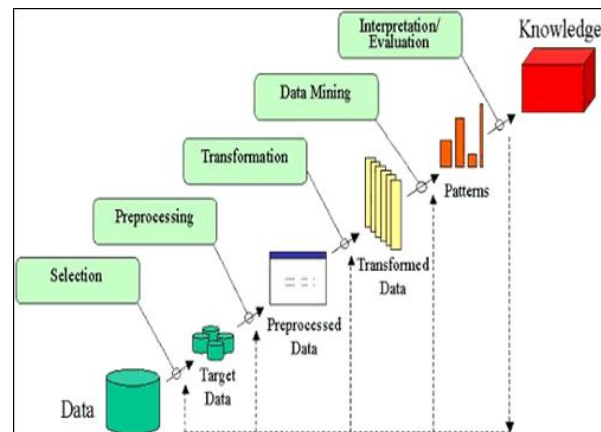 Interpretation/
Evaluation
Knowledge
Data Mining
Transformation
Patterns
Preprocessing
Transformed
Data
Selection
Preprocessed
Data
Target
Data
Data